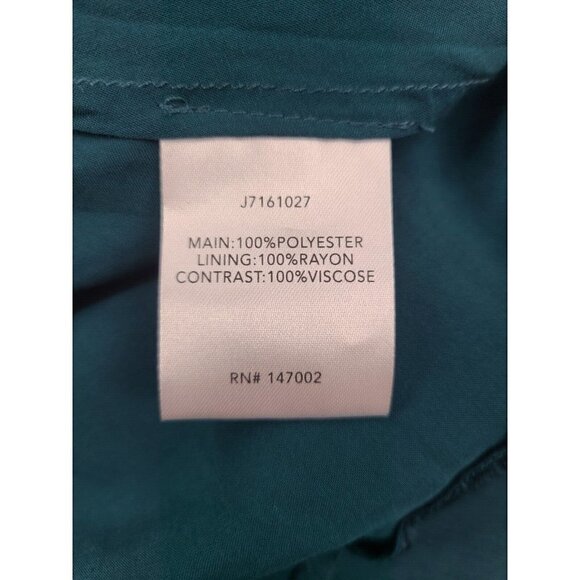 J7161027
MAIN:100%POLYESTER
LINING:100%RAYON
CONTRAST:100%VISCOSE
RN# 147002